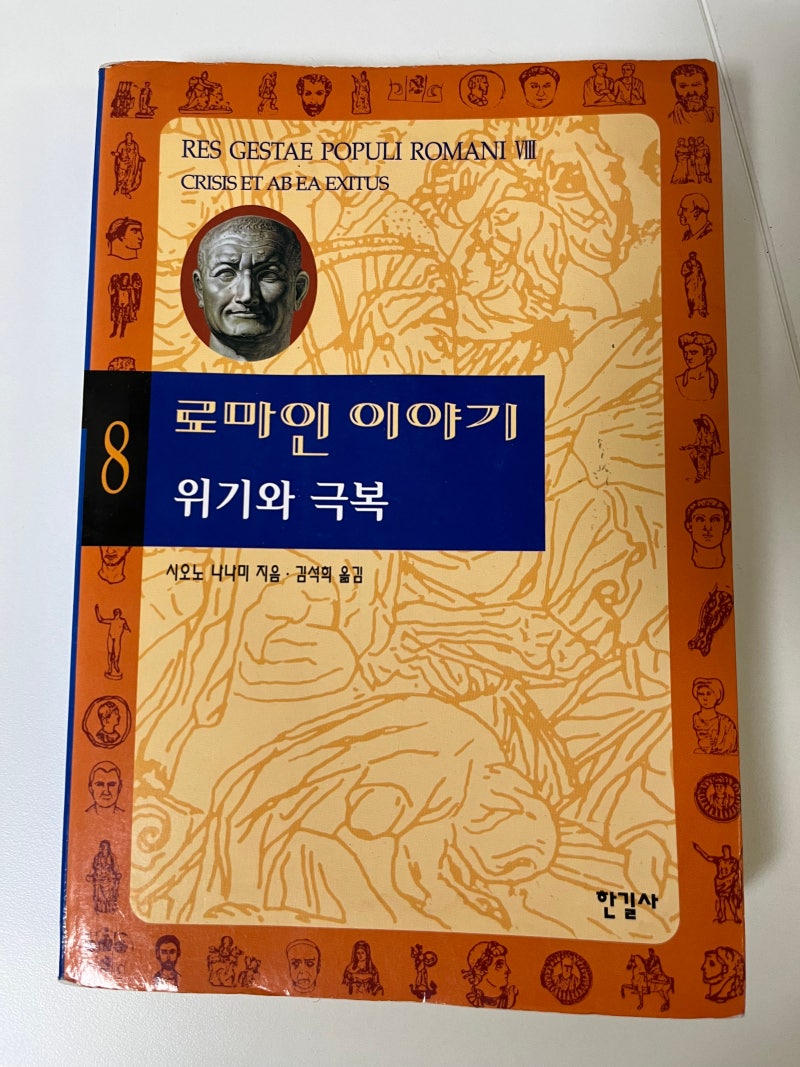 RES GESTAE POPULI ROMANI VIII
CRISIS ET AB EA EXITUS
8
로마인 이야기
위기와 극복
시오노 나나미 지음 · 김석희 옮김
한길사